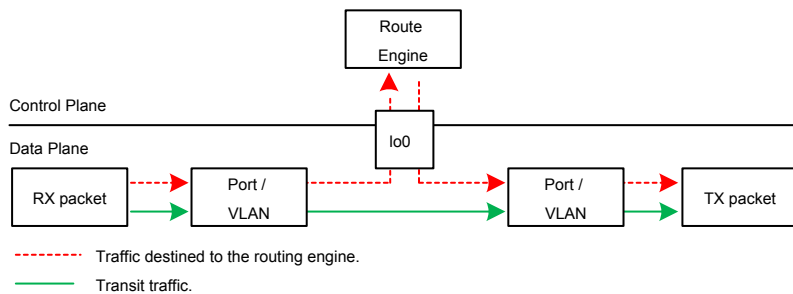 Route
Engine
Control Plane
lo0
Data Plane
RX packet
Port /
VLAN
Port /
VLAN
TX packet
Traffic destined to the routing engine.
Transit traffic.